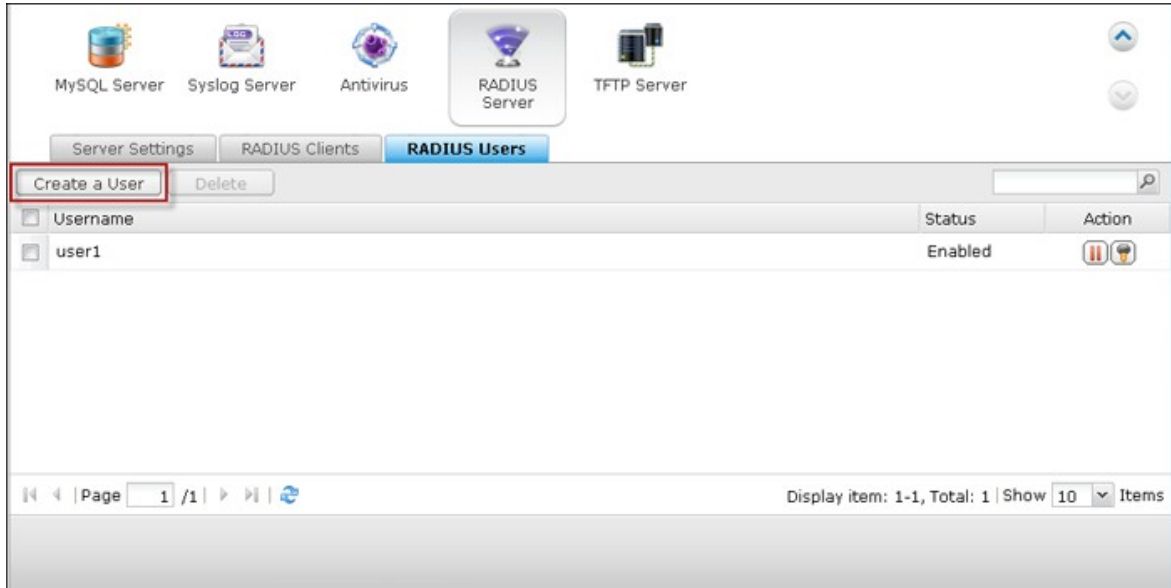 LOG
MySQL Server
Syslog Server
Antivirus
RADIUS
Server
TFTP Server
Server Settings
RADIUS Clients
RADIUS Users
Create a User
Delete
Username
Status
Action
user1
Enabled
Page 1 /1
Display item: 1-1, Total: 1 | Show 10 Items